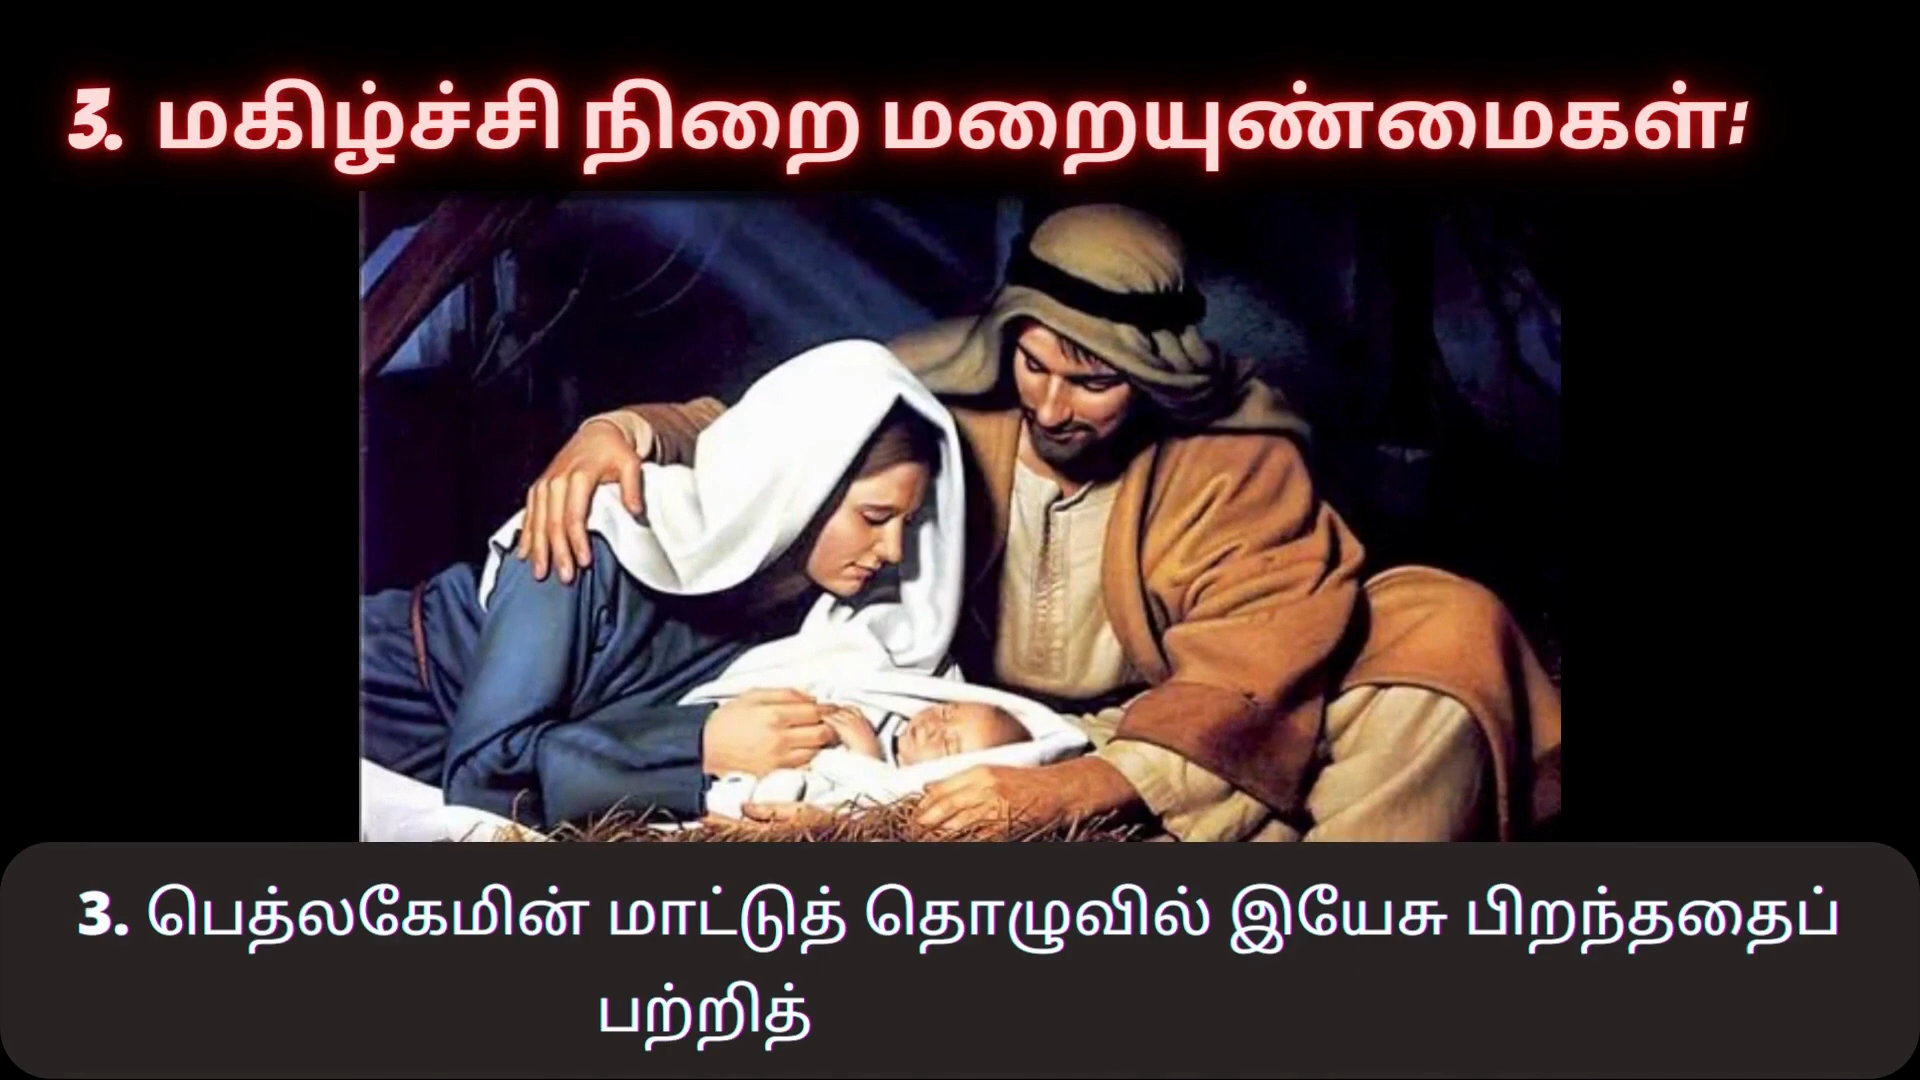 3. மகிழ்ச்சி நிறை மறையுண்மைகள்:
3. பெத்லகேமின் மாட்டுத் தொழுவில் இயேசு பிறந்ததைப்
பற்றித்